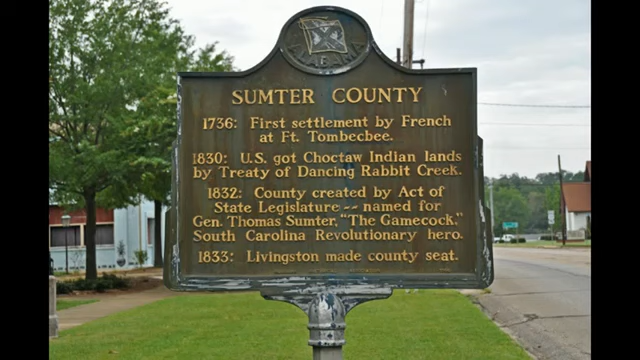 ALABAMA
SUMTER COUNTY
1736: First settlement by French
at Ft. Tombecbee.
1830: U.S. got Choctaw Indian lands
by Treaty of Dancing Rabbit Creek.
1832: County created by Act of
State Legislature -- named for
Gen. Thomas Sumter, "The Gamecock,"
South Carolina Revolutionary hero.
1833: Livingston made county seat.